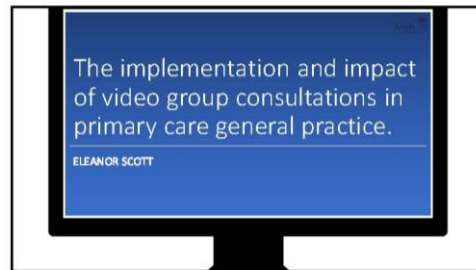 The implementation and impact
of video group consultations in
primary care general practice.
ELEANOR SCOTT